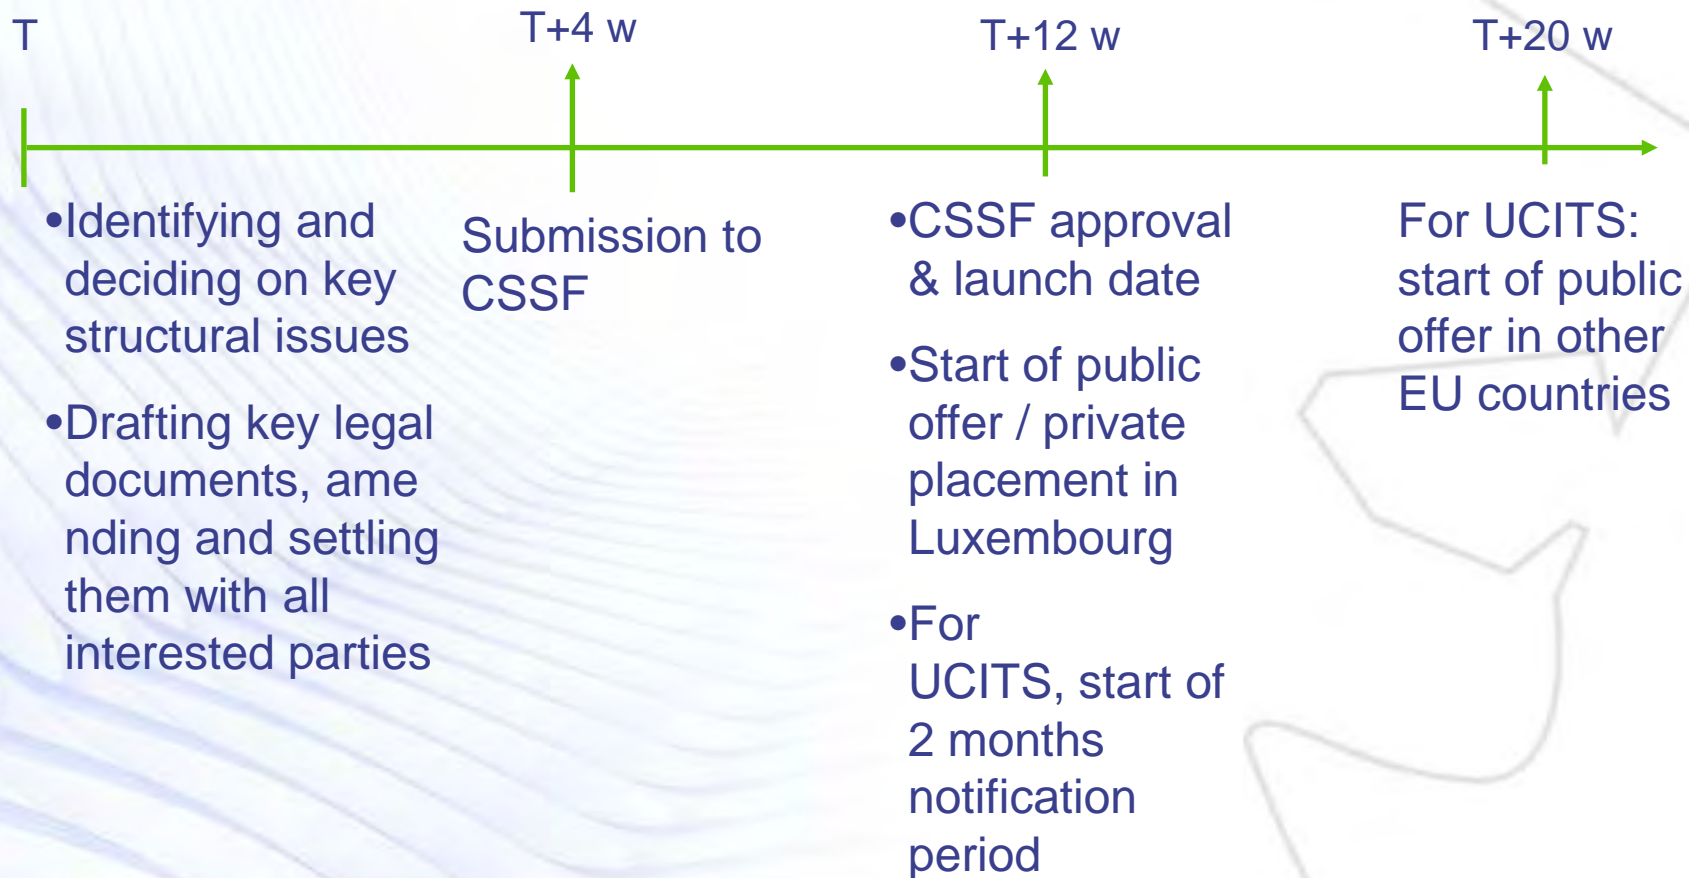 T
T+4 w
T+12 w
T+20 w
•Identifying and
deciding on key
structural issues
•Drafting key legal
documents, ame
nding and settling
them with all
interested parties
Submission to
CSSF
•CSSF approval
& launch date
•Start of public
offer / private
placement in
Luxembourg
•For
UCITS, start of
2 months
notification
period
For UCITS:
start of public
offer in other
EU countries